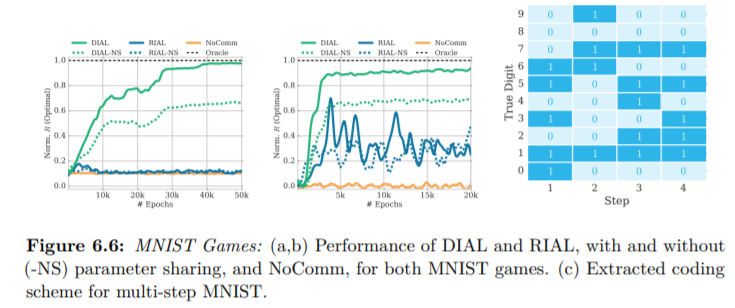 DIAL RIAL NoComm
DIAL-NS RIAL-NS Oracle
1.0
0.8
0.6
0.4
0.2
0.0
Norm. R (Optimal)
10k 20k 30k 40k 50k
# Epochs
DIAL RIAL NoComm
DIAL-NS RIAL-NS Oracle
1.0
0.8
0.6
0.4
0.2
0.0
Norm. R (Optimal)
5k 10k 15k 20k
# Epochs
True Digit
9 0 1 0 0
8 0 0 0 0
7 0 1 1 1
6 1 1 0 0
5 1 0 1 1
4 0 0 1 0
3 1 0 0 1
2 0 0 1 1
1 1 1 1 1
0 1 0 0 0
1 2 3 4
Step
Figure 6.6: MNIST Games: (a,b) Performance of DIAL and RIAL, with and without
(-NS) parameter sharing, and NoComm, for both MNIST games. (c) Extracted coding
scheme for multi-step MNIST.